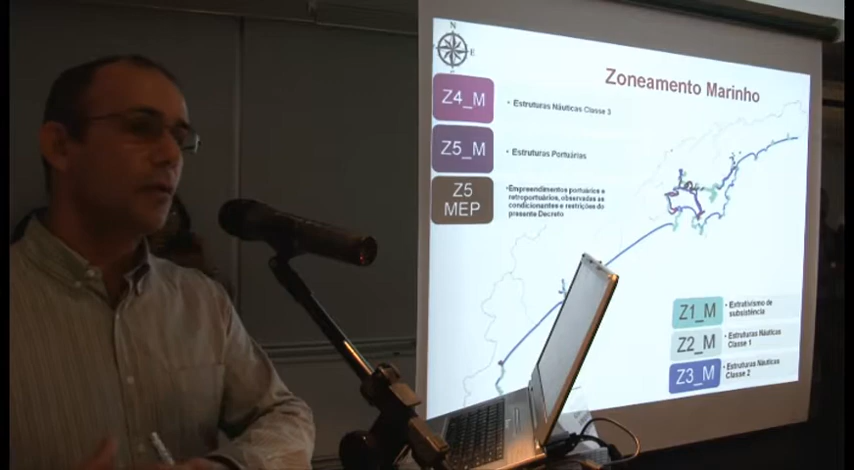 N
E
Zoneamento Marinho
Z4_M
• Estruturas Náuticas Classe 3
Z5_M
• Estruturas Portuárias
Z5
MEP
• Empreendimentos portuários e
retroportuários, observadas as
condicionantes e restrições do
presente Decreto
Z1_M
• Extrativismo de
subsistência
Z2_M
• Estruturas Náuticas
Classe 1
Z3_M
• Estruturas Náuticas
Classe 2